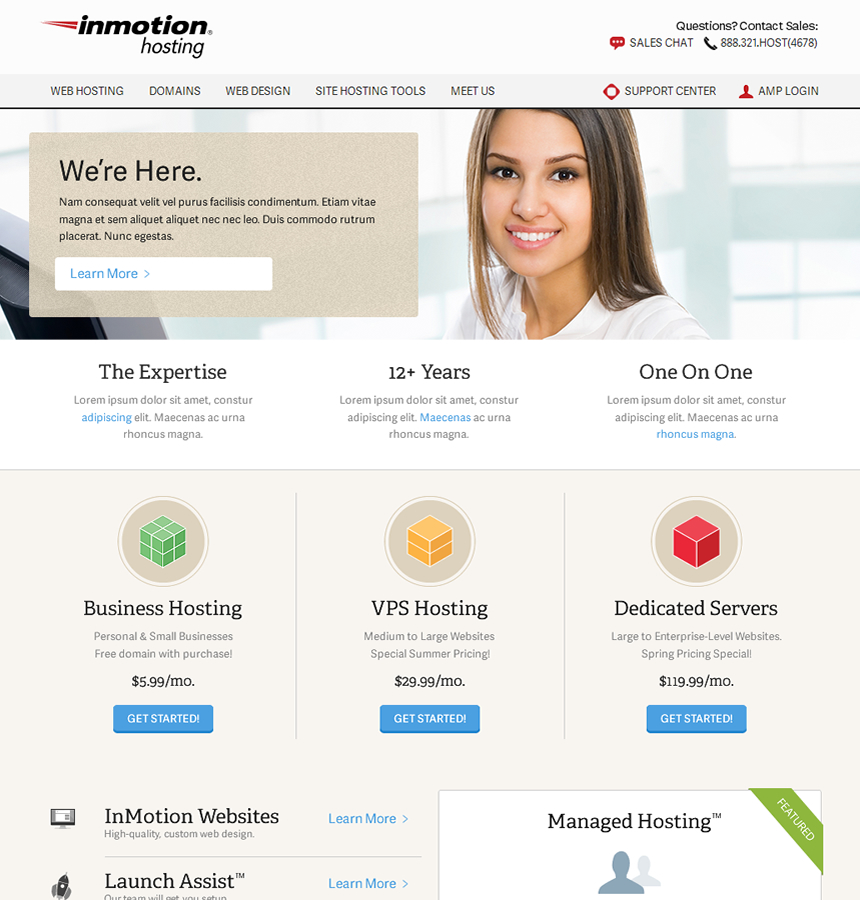 inmotion®
hosting
Questions? Contact Sales:
SALES CHAT 888.321.HOST(4678)
WEB HOSTING DOMAINS WEB DESIGN SITE HOSTING TOOLS MEET US SUPPORT CENTER AMP LOGIN
We're Here.
Nam consequat velit vel purus facilisis condimentum. Etiam vitae
magna et sem aliquet aliquet nec nec leo. Duis commodo rutrum
placerat. Nunc egestas.
Learn More >
The Expertise
Lorem ipsum dolor sit amet, constur
adipiscing elit. Maecenas ac urna
rhoncus magna.
12+ Years
Lorem ipsum dolor sit amet, constur
adipiscing elit. Maecenas ac urna
rhoncus magna.
One On One
Lorem ipsum dolor sit amet, constur
adipiscing elit. Maecenas ac urna
rhoncus magna.
Business Hosting
Personal & Small Businesses
Free domain with purchase!
$5.99/mo.
GET STARTED!
VPS Hosting
Medium to Large Websites
Special Summer Pricing!
$29.99/mo.
GET STARTED!
Dedicated Servers
Large to Enterprise-Level Websites.
Spring Pricing Special!
$119.99/mo.
GET STARTED!
InMotion Websites
High-quality, custom web design.
Learn More >
Launch Assist™
Our team will get you setup
Learn More >
Managed Hosting™
FEATURED